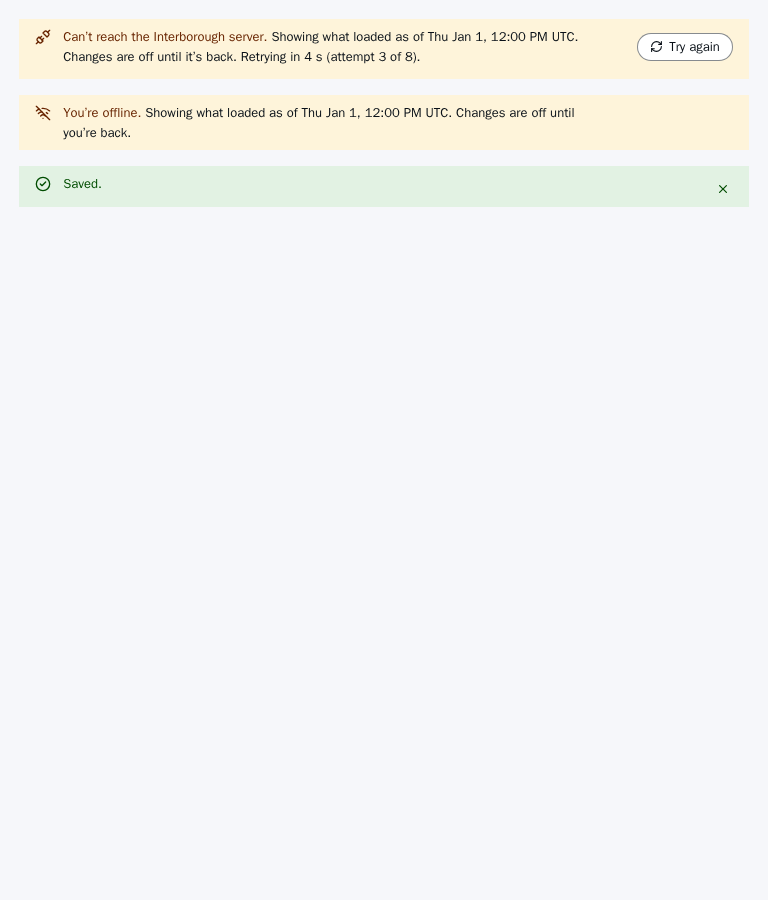 Can’t reach the Interborough server. Showing what loaded as of Thu Jan 1, 12:00 PM UTC.
Changes are off until it’s back. Retrying in 4 s (attempt 3 of 8).
Try again
You’re offline. Showing what loaded as of Thu Jan 1, 12:00 PM UTC. Changes are off until
you’re back.
Saved.